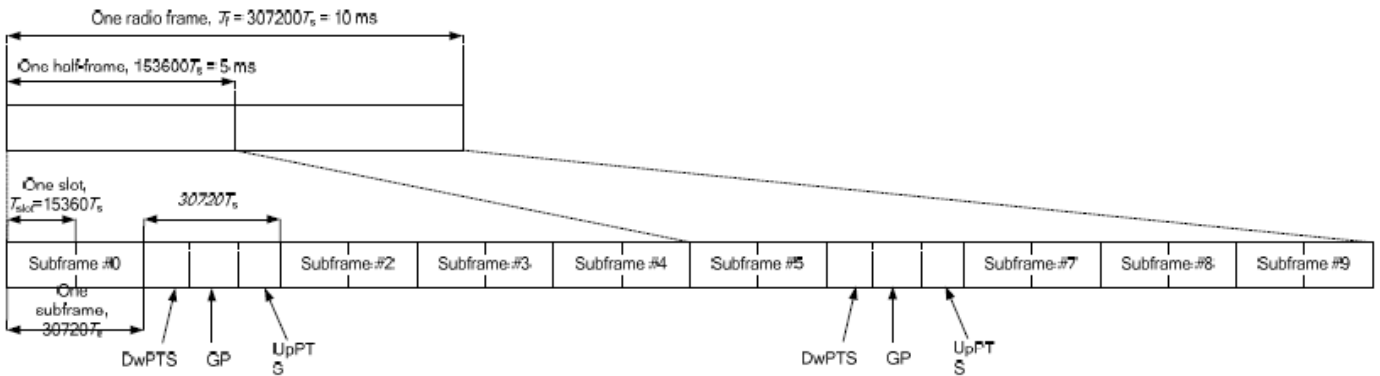 One radio frame, Tf = 307200Ts = 10 ms
One half-frame, 153600Ts = 5 ms
One slot,
Tslot=15360Ts
30720Ts
Subframe #0
Subframe #2
Subframe #3
Subframe #4
Subframe #5
Subframe #7
Subframe #8
Subframe #9
One
subframe,
30720Ts
DwPTS
GP
UpPT
S
DwPTS
GP
UpPT
S